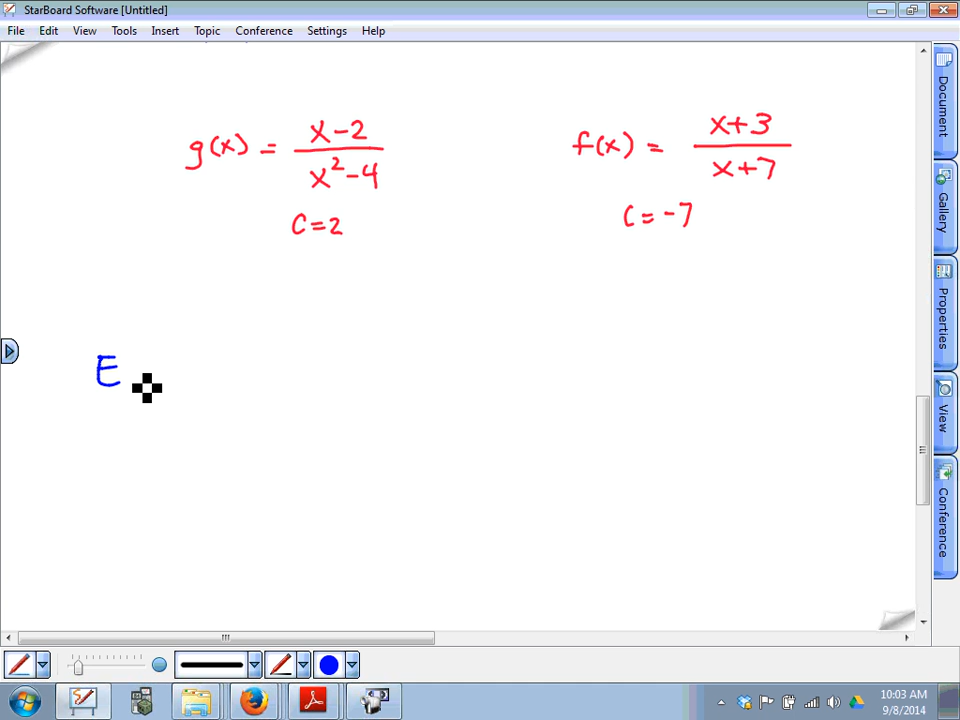 StarBoard Software [Untitled]
File Edit View Tools Insert Topic Conference Settings Help
g(x) = x-2 / x²-4
c=2
f(x) = x+3 / x+7
c=-7
E
Document
Gallery
Properties
View
Conference
10:03 AM
9/8/2014